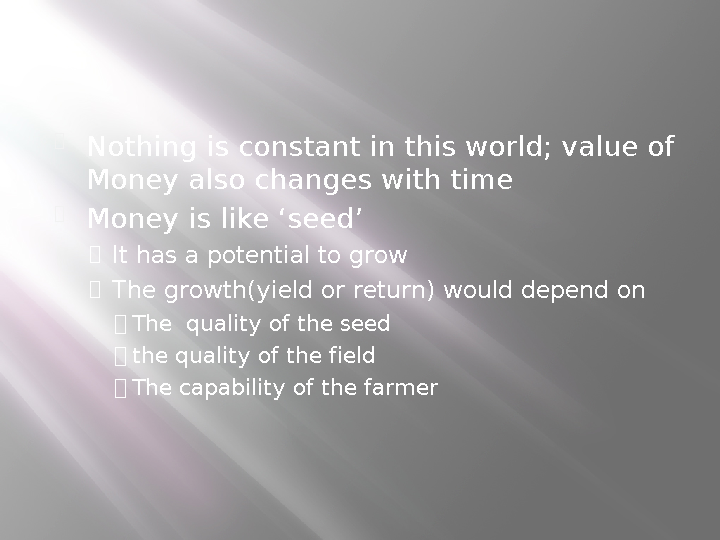 Nothing is constant in this world; value of
Money also changes with time
Money is like ‘seed’
It has a potential to grow
The growth(yield or return) would depend on
The  quality of the seed
the quality of the field
The capability of the farmer